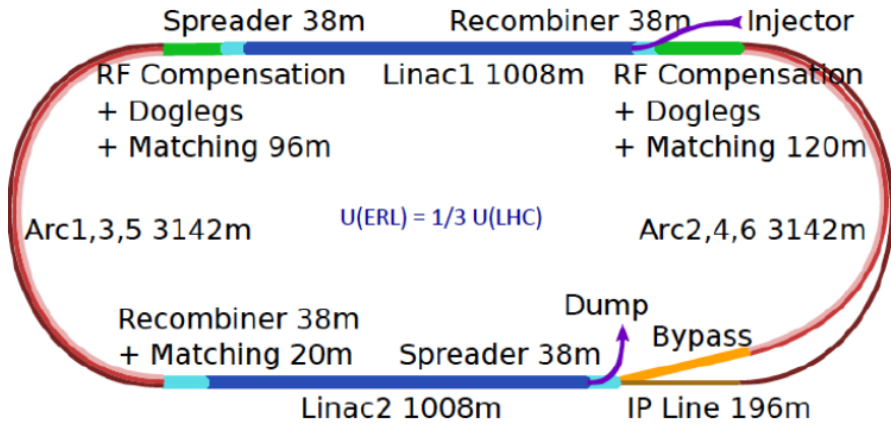 Spreader 38m
Recombiner 38m
Injector
RF Compensation
+ Doglegs
+ Matching 96m
Linac1 1008m
RF Compensation
+ Doglegs
+ Matching 120m
Arc1,3,5 3142m
U(ERL) = 1/3 U(LHC)
Arc2,4,6 3142m
Recombiner 38m
+ Matching 20m
Dump
Spreader 38m
Bypass
Linac2 1008m
IP Line 196m